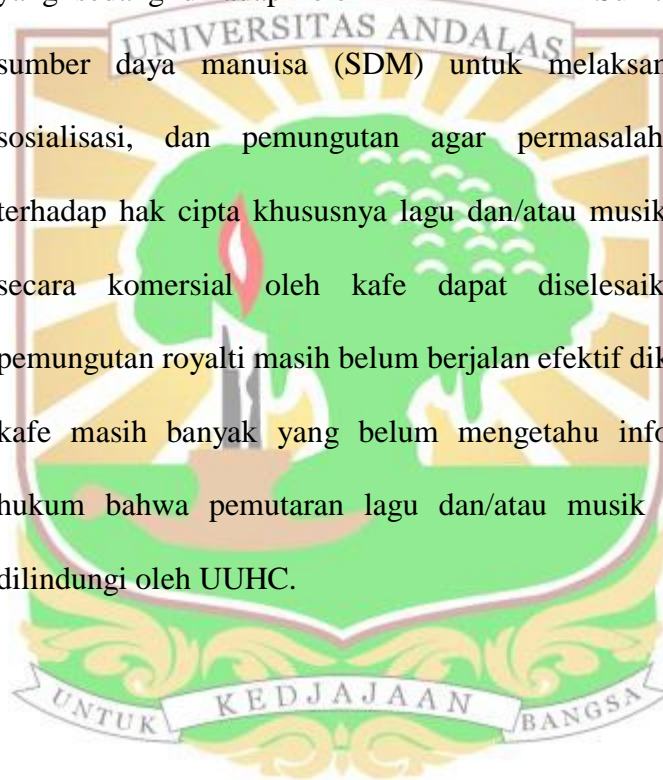 UNIVERSITAS ANDALAS
sumber daya manuisa (SDM) untuk melaksan
sosialisasi, dan pemungutan agar permasalah
terhadap hak cipta khususnya lagu dan/atau musik
secara komersial oleh kafe dapat diselesaik
pemungutan royalti masih belum berjalan efektif dik
kafe masih banyak yang belum mengetahu info
hukum bahwa pemutaran lagu dan/atau musik
dilindungi oleh UUHC.
UNTUK KEDJAJAAN BANGSA